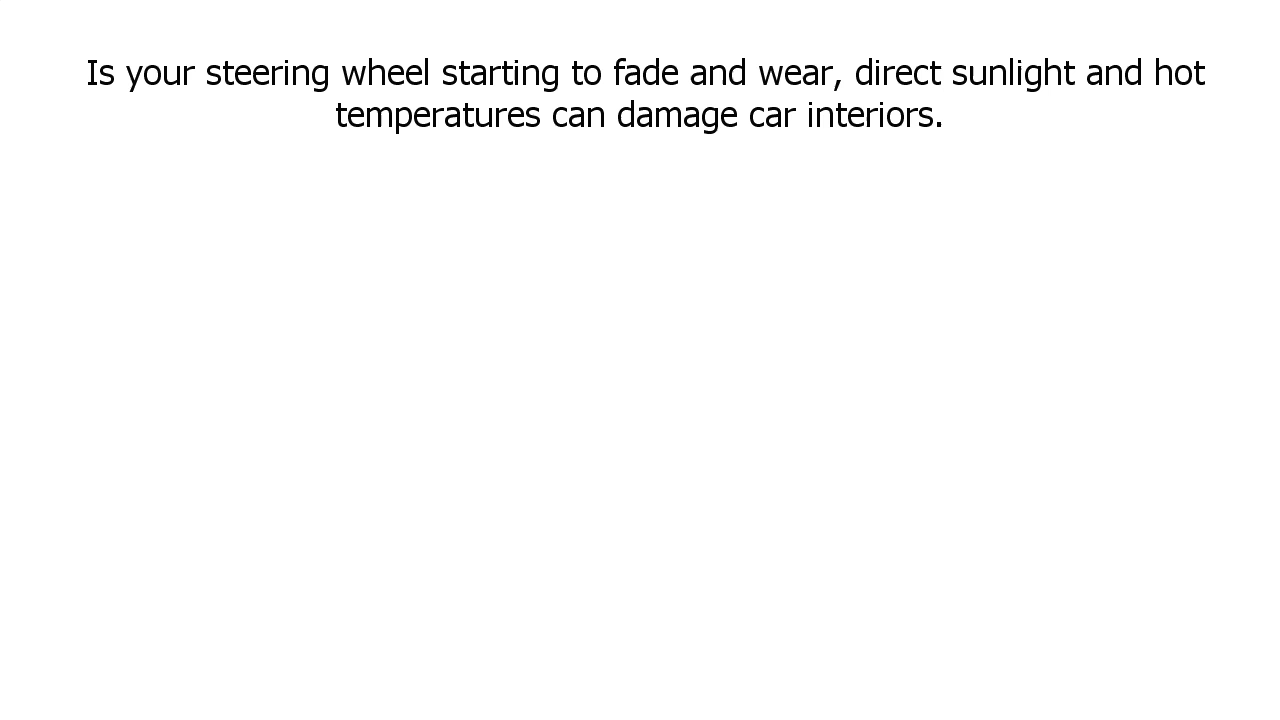 Is your steering wheel starting to fade and wear, direct sunlight and hot
temperatures can damage car interiors.